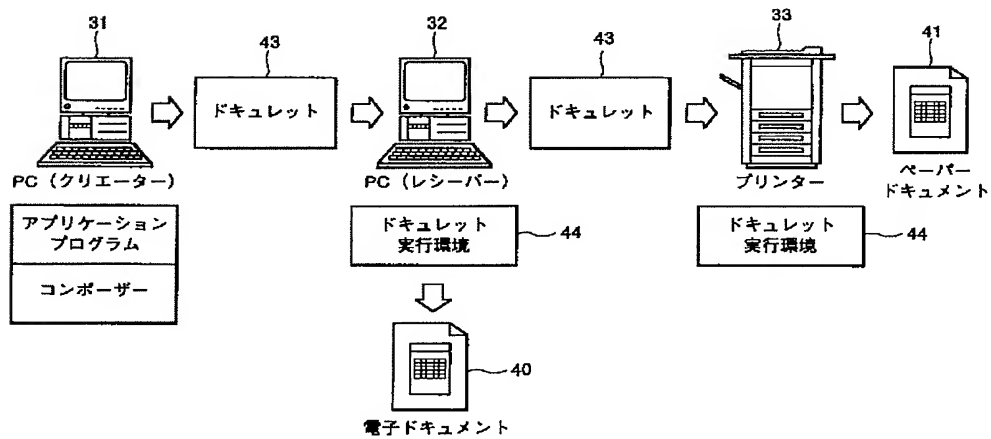 31
43
32
43
33
41
ドキュレット
ドキュレット
PC（クリエーター）
PC（レシーバー）
プリンター
ペーパー
ドキュメント
アプリケーション
プログラム
コンポーザー
ドキュレット
実行環境
44
ドキュレット
実行環境
44
40
電子ドキュメント